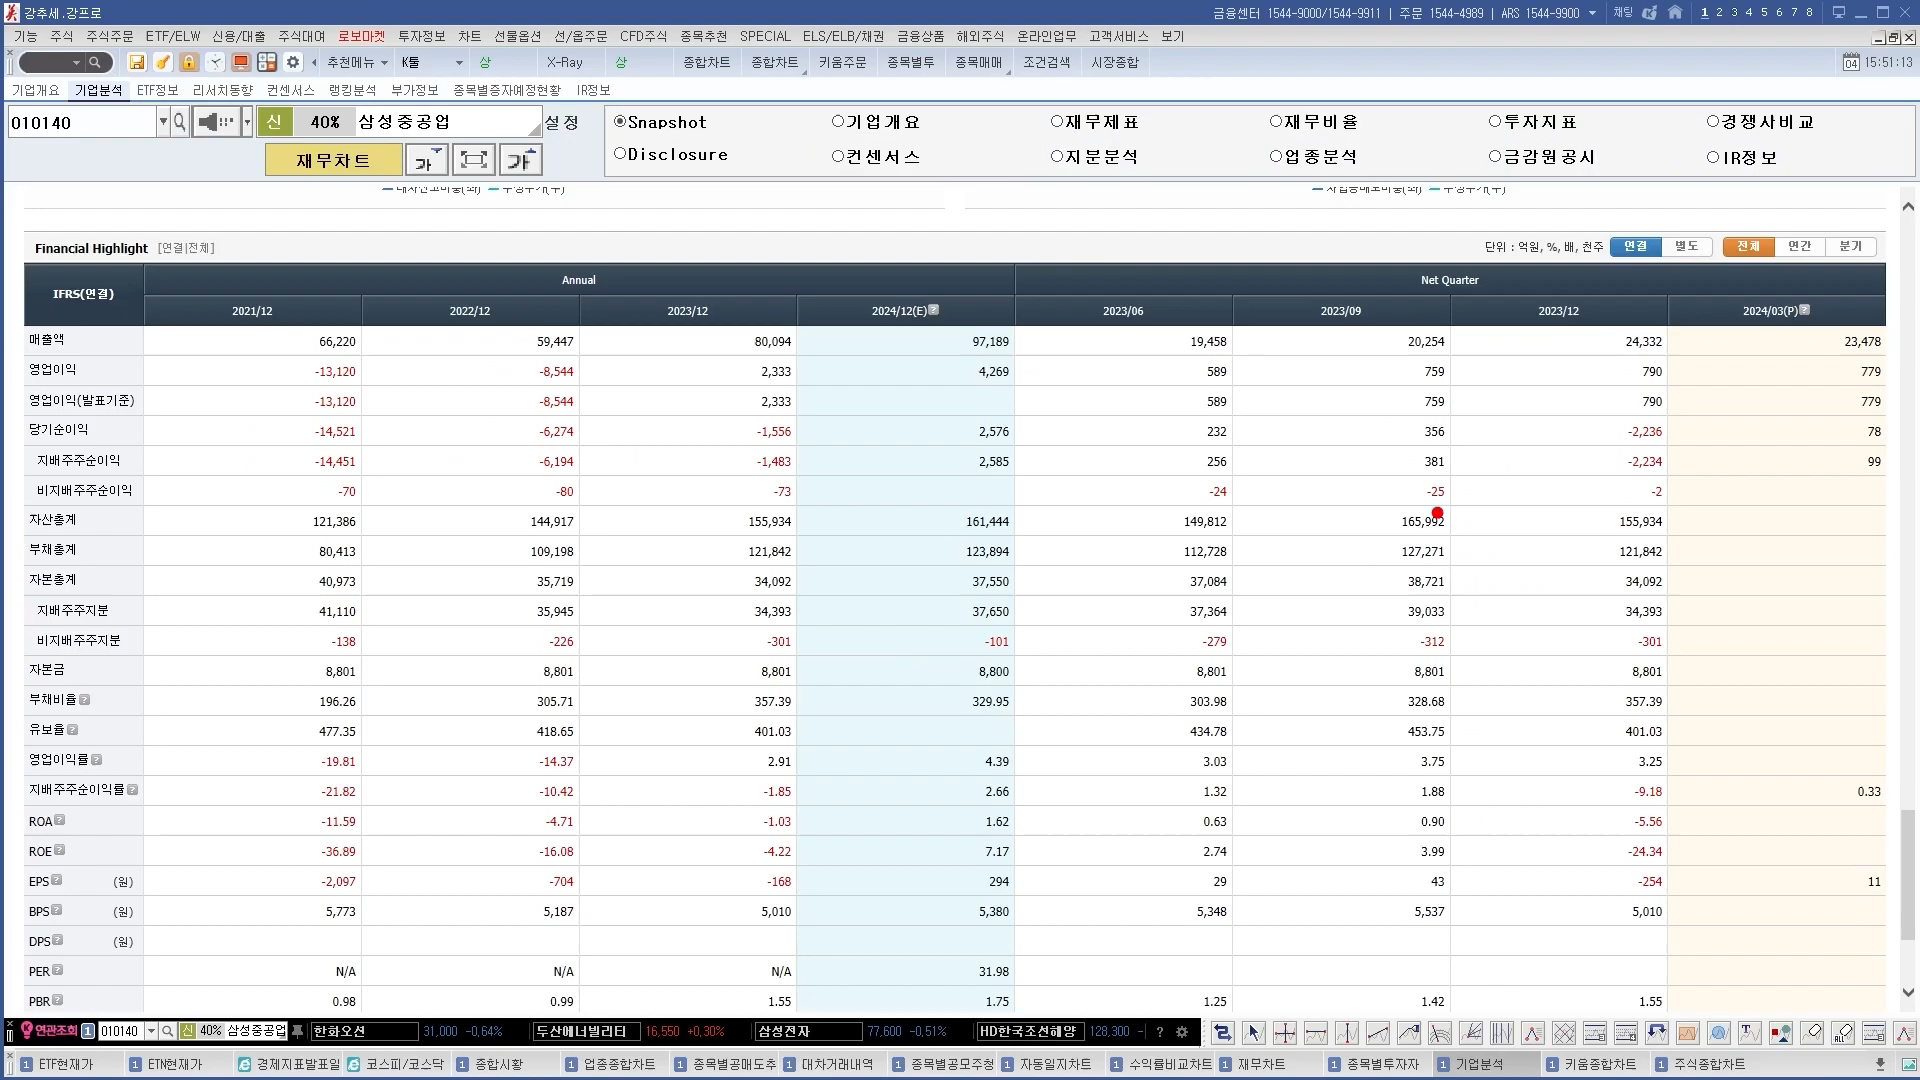 강추세.강프로
금융센터 1544-9000/1544-9911 | 주문 1544-4989 | ARS 1544-9900 채팅 1 2 3 4 5 6 7 8
기능 주식 주식주문 ETF/ELW 신용/대출 주식대여 로보마켓 투자정보 차트 선물옵션 선/옵주문 CFD주식 종목추천 SPECIAL ELS/ELB/채권 금융상품 해외주식 온라인업무 고객서비스 보기
추천메뉴 K톨 상 X-Ray 상 종합차트 종합차트 키움주문 종목별투 종목매매 조건검색 시장종합 04 15:51:13
기업개요 기업분석 ETF정보 리서치동향 컨센서스 랭킹분석 부가정보 종목별증자예정현황 IR정보
010140 신 40% 삼성중공업 설정
Snapshot 기업개요 재무제표 재무비율 투자지표 경쟁사비교
재무차트 가 가
Disclosure 컨센서스 지분분석 업종분석 금감원공시 IR정보
Financial Highlight [연결|전체] 단위 : 억원, %, 배, 천주 연결 별도 전체 연간 분기
IFRS(연결) Annual Net Quarter
2021/12 2022/12 2023/12 2024/12(E) 2023/06 2023/09 2023/12 2024/03(P)
매출액 66,220 59,447 80,094 97,189 19,458 20,254 24,332 23,478
영업이익 -13,120 -8,544 2,333 4,269 589 759 790 779
영업이익(발표기준) -13,120 -8,544 2,333 589 759 790 779
당기순이익 -14,521 -6,274 -1,556 2,576 232 356 -2,236 78
지배주주순이익 -14,451 -6,194 -1,483 2,585 256 381 -2,234 99
비지배주주순이익 -70 -80 -73 -24 -25 -2
자산총계 121,386 144,917 155,934 161,444 149,812 165,992 155,934
부채총계 80,413 109,198 121,842 123,894 112,728 127,271 121,842
자본총계 40,973 35,719 34,092 37,550 37,084 38,721 34,092
지배주주지분 41,110 35,945 34,393 37,650 37,364 39,033 34,393
비지배주주지분 -138 -226 -301 -101 -279 -312 -301
자본금 8,801 8,801 8,801 8,800 8,801 8,801 8,801
부채비율 196.26 305.71 357.39 329.95 303.98 328.68 357.39
유보율 477.35 418.65 401.03 434.78 453.75 401.03
영업이익률 -19.81 -14.37 2.91 4.39 3.03 3.75 3.25
지배주주순이익률 -21.82 -10.42 -1.85 2.66 1.32 1.88 -9.18 0.33
ROA -11.59 -4.71 -1.03 1.62 0.63 0.90 -5.56
ROE -36.89 -16.08 -4.22 7.17 2.74 3.99 -24.34
EPS (원) -2,097 -704 -168 294 29 43 -254 11
BPS (원) 5,773 5,187 5,010 5,380 5,348 5,537 5,010
DPS (원)
PER N/A N/A N/A 31.98
PBR 0.98 0.99 1.55 1.75 1.25 1.42 1.55
연관조회 1 010140 신 40% 삼성중공업 한화오션 31,000 -0,64% 두산에너빌리티 16,550 +0,30% 삼성전자 77,600 -0,51% HD한국조선해양 128,300 - ?
1 ETF현재가 1 ETN현재가 경제지표발표일 코스피/코스닥 1 종합시황 1 업종종합차트 1 종목별공매도추 1 대차거래내역 1 종목별공모주청 1 자동일지차트 1 수익률비교차트 1 재무차트 1 종목별투자자 1 기업분석 1 키움종합차트 1 주식종합차트